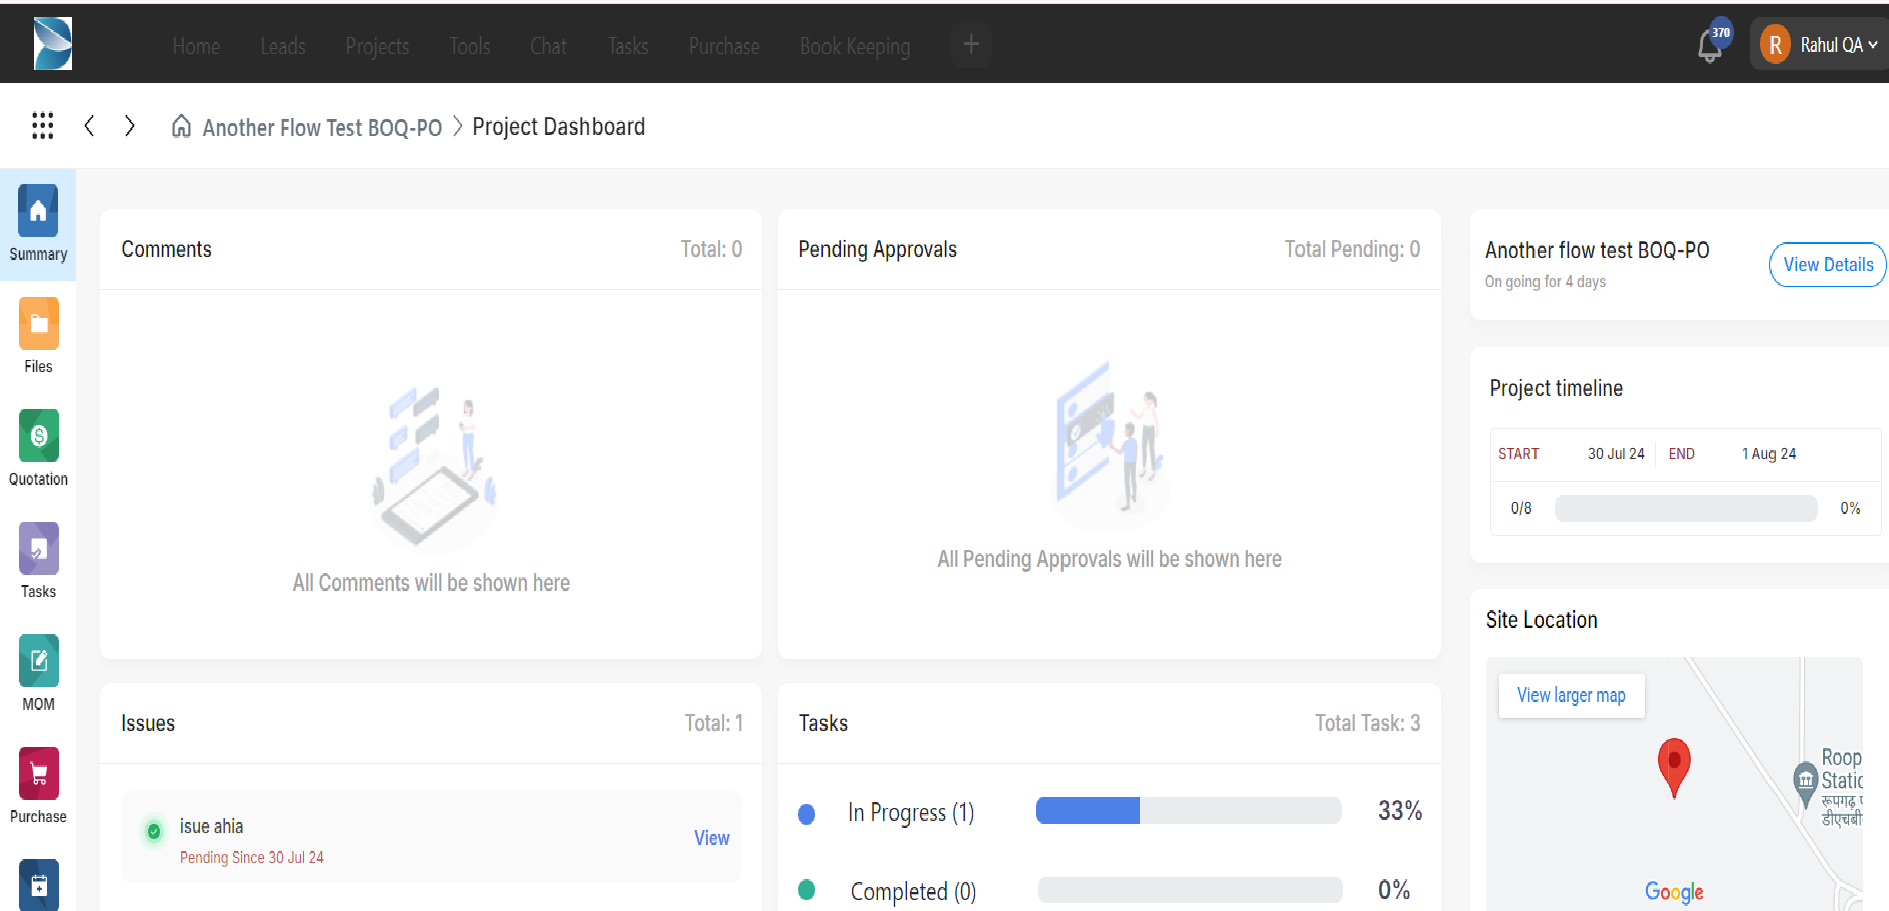 Home Leads Projects Tools Chat Tasks Purchase Book Keeping
370
R Rahul QA
Another Flow Test BOQ-PO > Project Dashboard
Summary
Files
Quotation
Tasks
MOM
Purchase
Comments Total: 0
All Comments will be shown here
Pending Approvals Total Pending: 0
All Pending Approvals will be shown here
Issues Total: 1
isue ahia
Pending Since 30 Jul 24
View
Tasks Total Task: 3
In Progress (1) 33%
Completed (0) 0%
Another flow test BOQ-PO
On going for 4 days
View Details
Project timeline
START 30 Jul 24 END 1 Aug 24
0/8 0%
Site Location
View larger map
Roop
Google